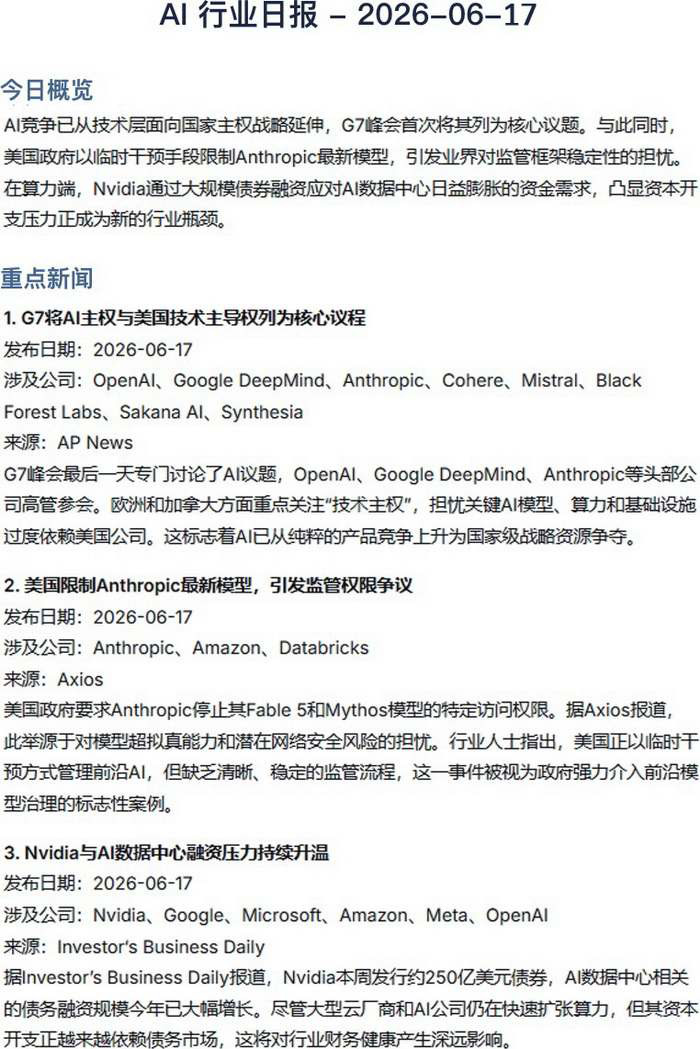 AI 行业日报 - 2026-06-17
今日概览
AI竞争已从技术层面向国家主权战略延伸，G7峰会首次将其列为核心议题。与此同时，
美国政府以临时干预手段限制Anthropic最新模型，引发业界对监管框架稳定性的担忧。
在算力端，Nvidia通过大规模债券融资应对AI数据中心日益膨胀的资金需求，凸显资本开
支压力正成为新的行业瓶颈。
重点新闻
1. G7将AI主权与美国技术主导权列为核心议程
发布日期：2026-06-17
涉及公司：OpenAI、Google DeepMind、Anthropic、Cohere、Mistral、Black
Forest Labs、Sakana AI、Synthesia
来源：AP News
G7峰会最后一天专门讨论了AI议题，OpenAI、Google DeepMind、Anthropic等头部公
司高管参会。欧洲和加拿大方面重点关注“技术主权”，担忧关键AI模型、算力和基础设施
过度依赖美国公司。这标志着AI已从纯粹的产品竞争上升为国家级战略资源争夺。
2. 美国限制Anthropic最新模型，引发监管权限争议
发布日期：2026-06-17
涉及公司：Anthropic、Amazon、Databricks
来源：Axios
美国政府要求Anthropic停止其Fable 5和Mythos模型的特定访问权限。据Axios报道，
此举源于对模型超拟真能力和潜在网络安全风险的担忧。行业人士指出，美国正以临时干
预方式管理前沿AI，但缺乏清晰、稳定的监管流程，这一事件被视为政府强力介入前沿模
型治理的标志性案例。
3. Nvidia与AI数据中心融资压力持续升温
发布日期：2026-06-17
涉及公司：Nvidia、Google、Microsoft、Amazon、Meta、OpenAI
来源：Investor’s Business Daily
据Investor’s Business Daily报道，Nvidia本周发行约250亿美元债券，AI数据中心相关
的债务融资规模今年已大幅增长。尽管大型云厂商和AI公司仍在快速扩张算力，但其资本
开支正越来越依赖债务市场，这将对行业财务健康产生深远影响。